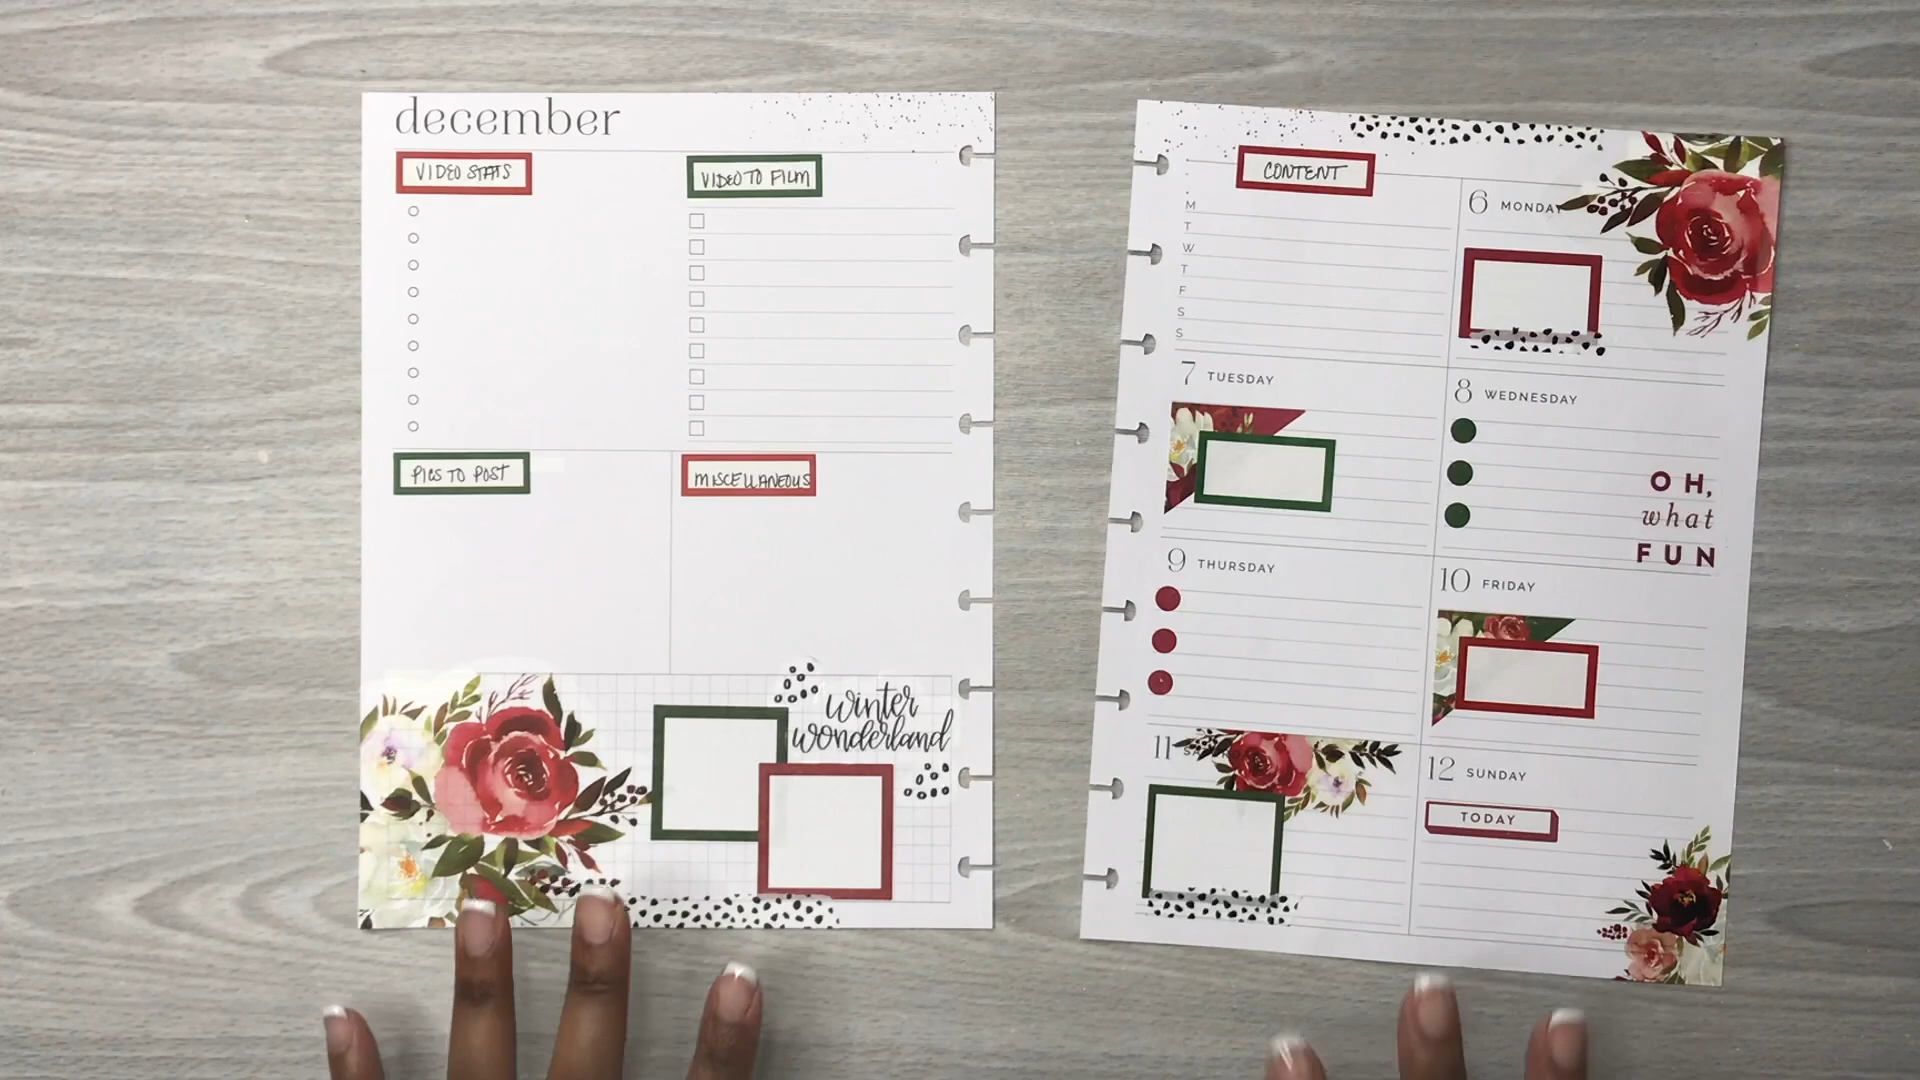 december
VIDEO STATS
VIDEO TO FILM
PICS TO POST
MISCELLANEOUS
winter
wonderland
CONTENT
M
T
W
T
F
S
S
6 MONDAY
7 TUESDAY
8 WEDNESDAY
OH,
what
FUN
9 THURSDAY
10 FRIDAY
11
12 SUNDAY
TODAY